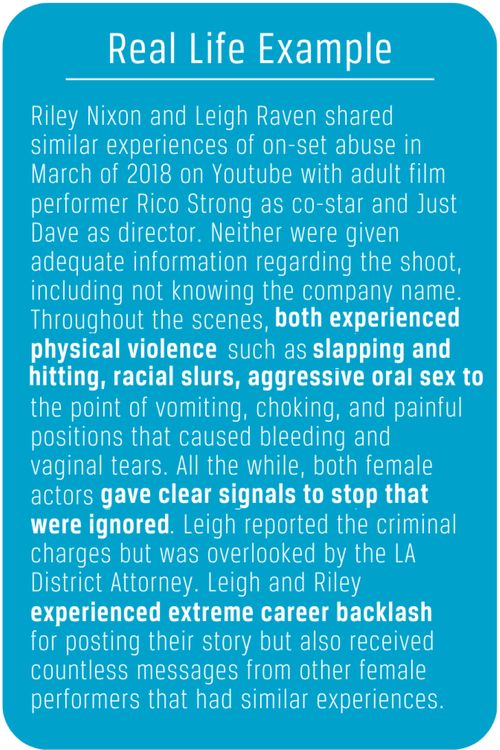 Real Life Example
Riley Nixon and Leigh Raven shared
similar experiences of on-set abuse in
March of 2018 on Youtube with adult film
performer Rico Strong as co-star and Just
Dave as director. Neither were given
adequate information regarding the shoot,
including not knowing the company name.
Throughout the scenes, both experienced
physical violence such as slapping and
hitting, racial slurs, aggressive oral sex to
the point of vomiting, choking, and painful
positions that caused bleeding and
vaginal tears. All the while, both female
actors gave clear signals to stop that
were ignored. Leigh reported the criminal
charges but was overlooked by the LA
District Attorney. Leigh and Riley
experienced extreme career backlash
for posting their story but also received
countless messages from other female
performers that had similar experiences.